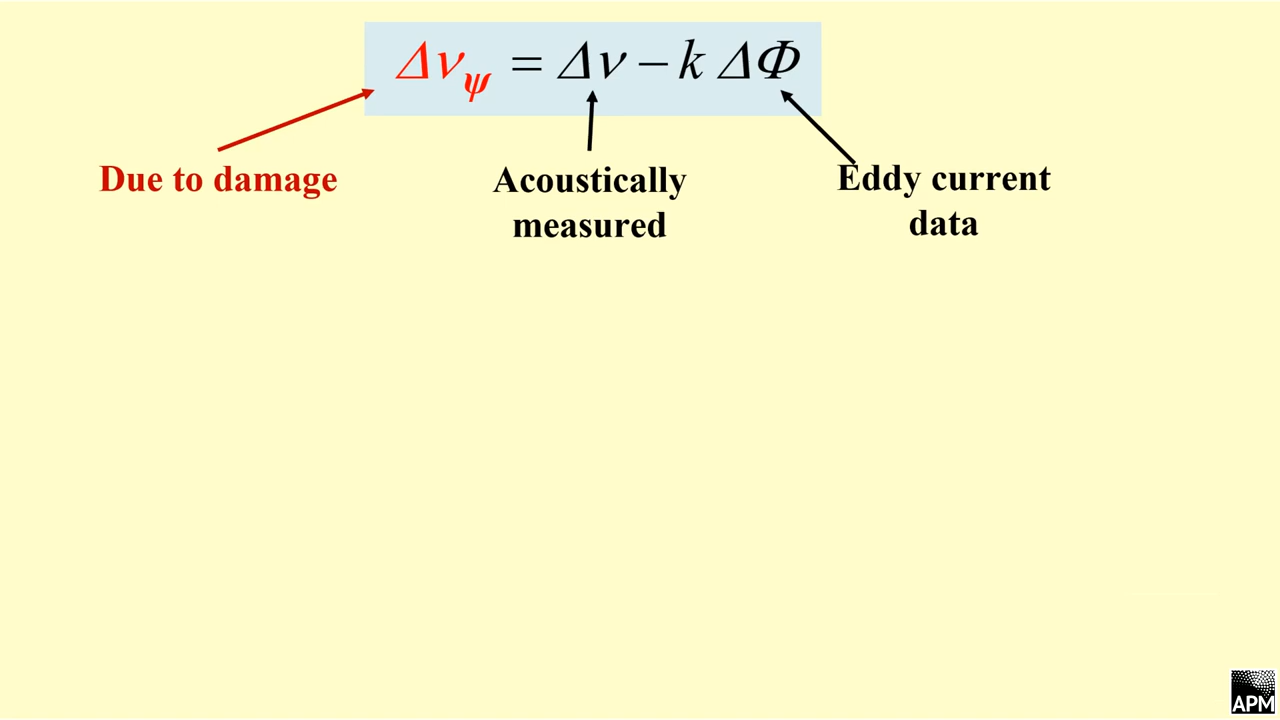 Δν_ψ = Δν − k ΔΦ
Due to damage
Acoustically
measured
Eddy current
data
APM